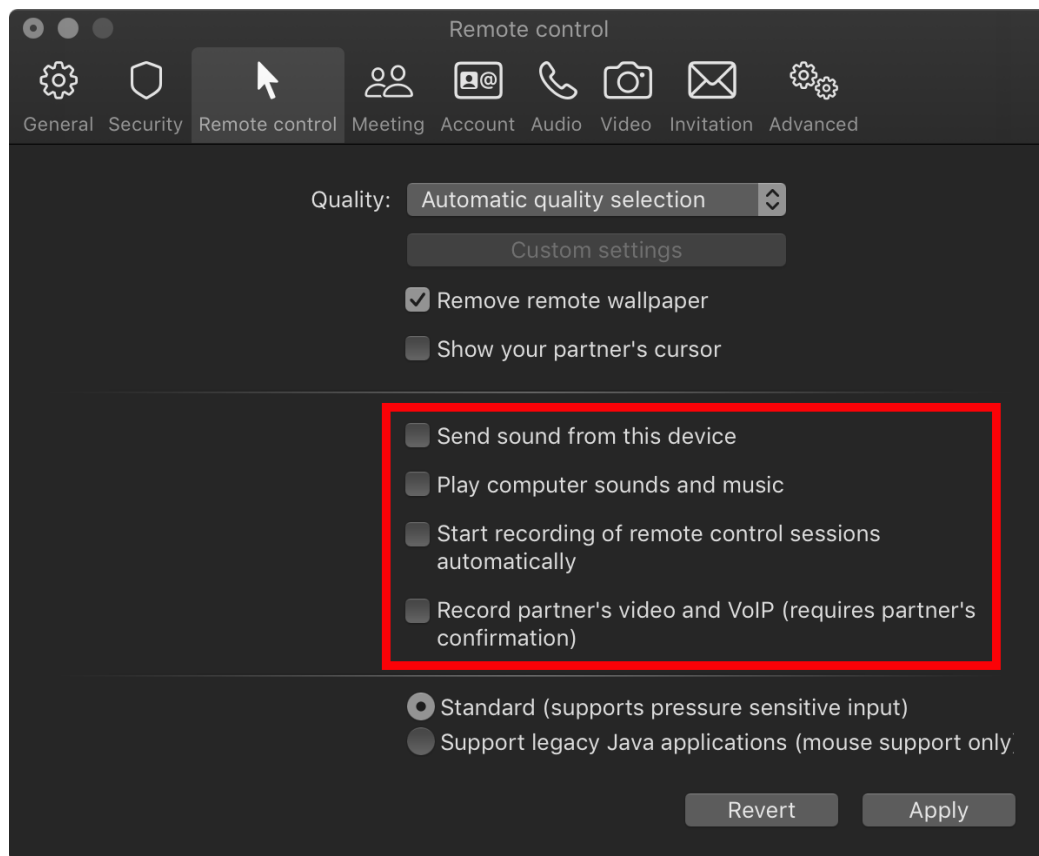 Remote control
General Security Remote control Meeting Account Audio Video Invitation Advanced
Quality: Automatic quality selection
Custom settings
Remove remote wallpaper
Show your partner's cursor
Send sound from this device
Play computer sounds and music
Start recording of remote control sessions
automatically
Record partner's video and VoIP (requires partner's
confirmation)
Standard (supports pressure sensitive input)
Support legacy Java applications (mouse support only
Revert Apply